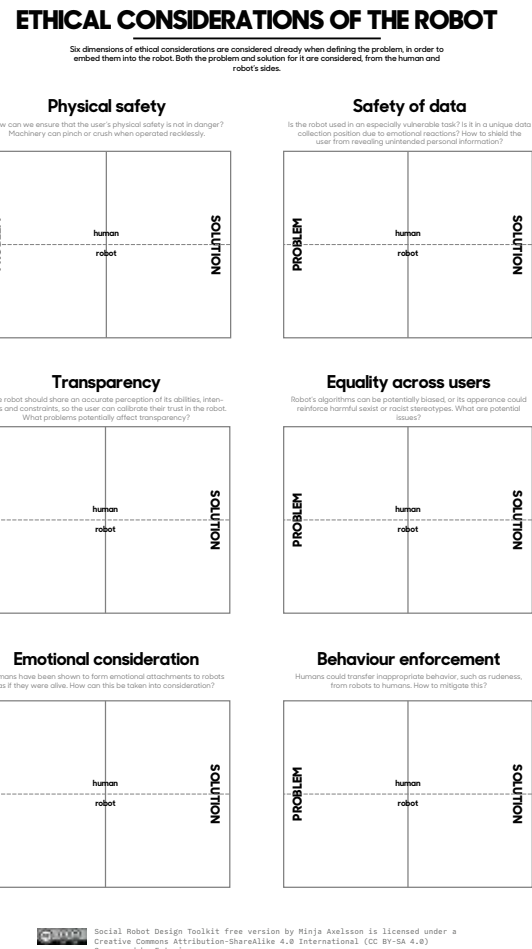 ETHICAL CONSIDERATIONS OF THE ROBOT
Six dimensions of ethical considerations are considered already when defining the problem, in order to
embed them into the robot. Both the problem and solution for it are considered, from the human and
robot's sides.
Physical safety
can we ensure that the user's physical safety is not in danger?
Machinery can pinch or crush when operated recklessly.
human
robot
SOLUTION
Safety of data
Is the robot used in an especially vulnerable task? Is it in a unique data
collection position due to emotional reactions? How to shield the
user from revealing unintended personal information?
PROBLEM
human
robot
SOLUTION
Transparency
robot should share an accurate perception of its abilities, inten-
s and constraints, so the user can calibrate their trust in the robot.
What problems potentially affect transparency?
human
robot
SOLUTION
Equality across users
Robot's algorithms can be potentially biased, or its apperance could
reinforce harmful sexist or racist stereotypes. What are potential
issues?
PROBLEM
human
robot
SOLUTION
Emotional consideration
mans have been shown to form emotional attachments to robots
as if they were alive. How can this be taken into consideration?
human
robot
SOLUTION
Behaviour enforcement
Humans could transfer inappropriate behavior, such as rudeness,
from robots to humans. How to mitigate this?
PROBLEM
human
robot
SOLUTION
Social Robot Design Toolkit free version by Minja Axelsson is licensed under a
Creative Commons Attribution-ShareAlike 4.0 International (CC BY-SA 4.0)